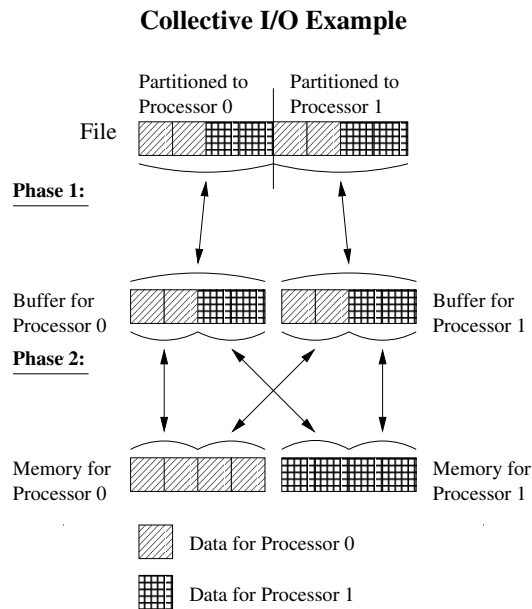 Collective I/O Example
Partitioned to
Processor 0
Partitioned to
Processor 1
File
Phase 1:
Buffer for
Processor 0
Buffer for
Processor 1
Phase 2:
Memory for
Processor 0
Memory for
Processor 1
Data for Processor 0
Data for Processor 1